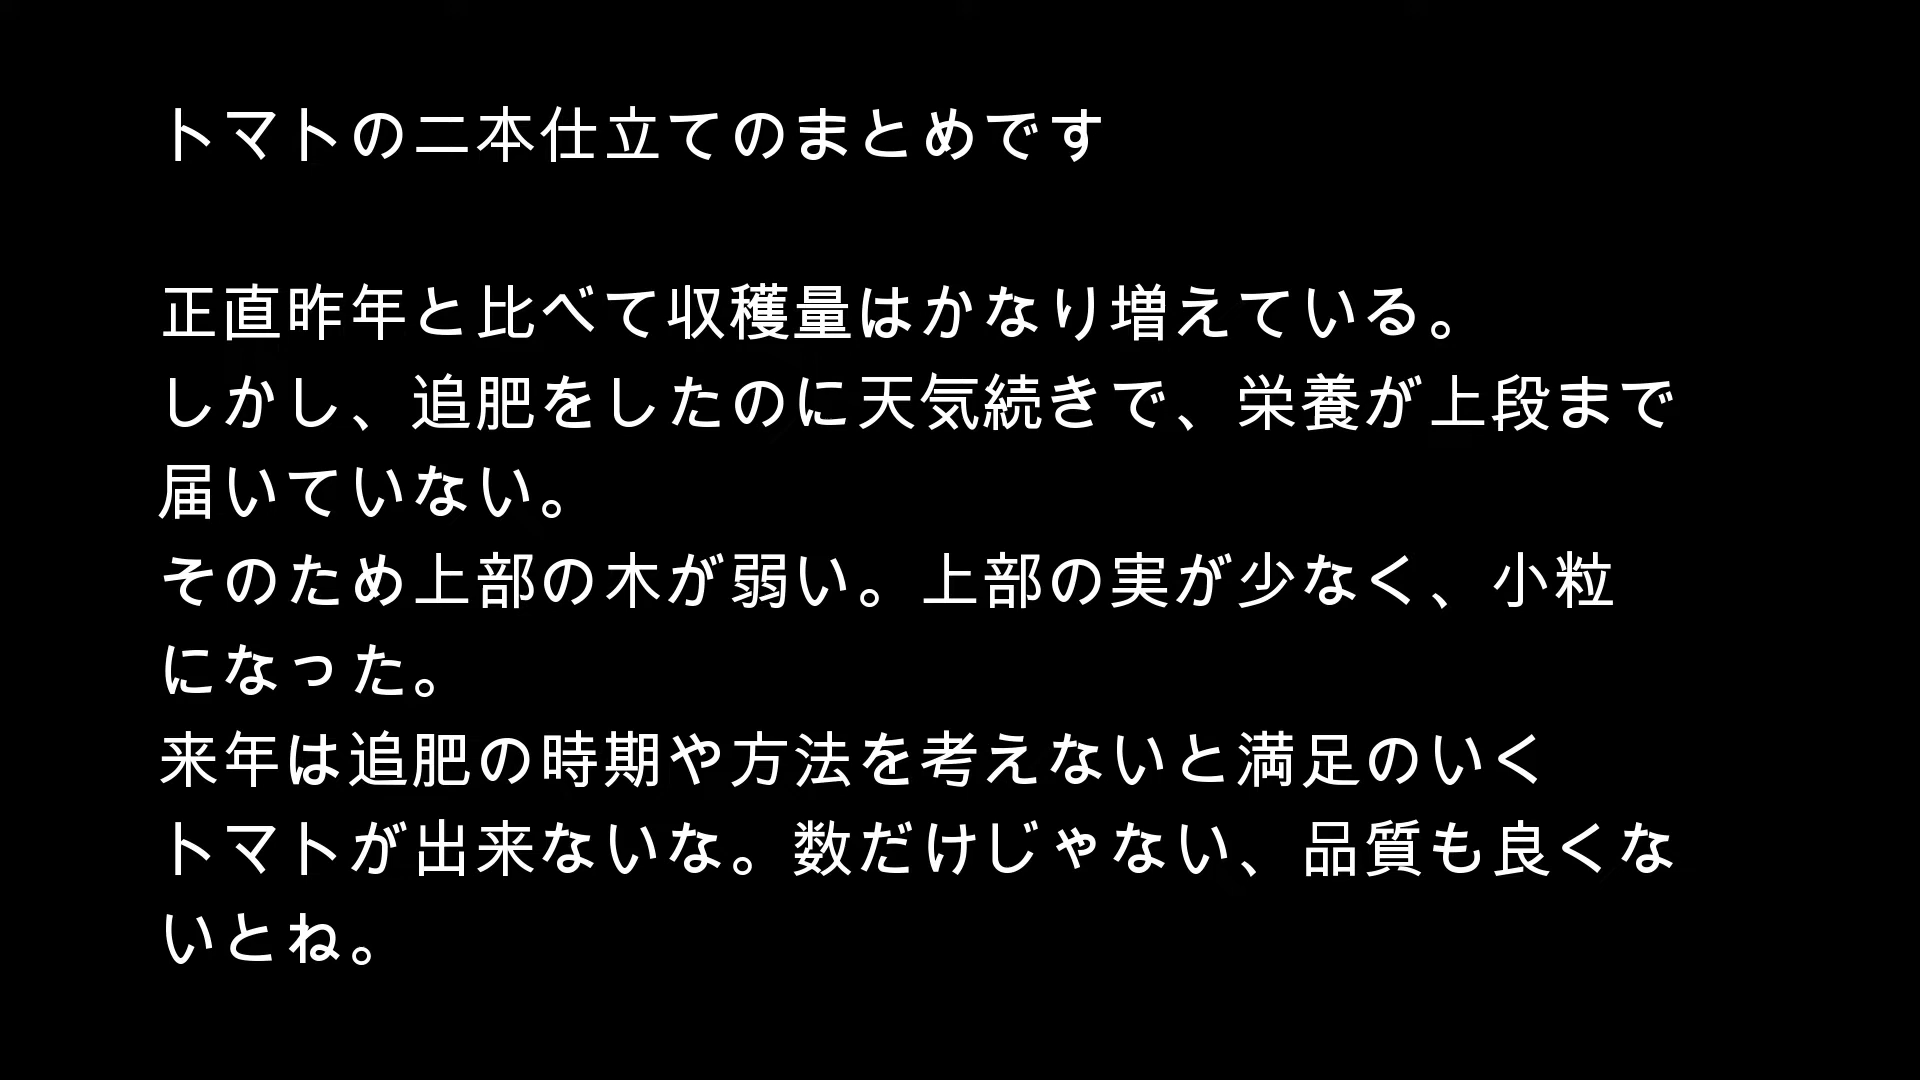 トマトの二本仕立てのまとめです
正直昨年と比べて収穫量はかなり増えている。
しかし、追肥をしたのに天気続きで、栄養が上段まで
届いていない。
そのため上部の木が弱い。上部の実が少なく、小粒
になった。
来年は追肥の時期や方法を考えないと満足のいく
トマトが出来ないな。数だけじゃない、品質も良くな
いとね。